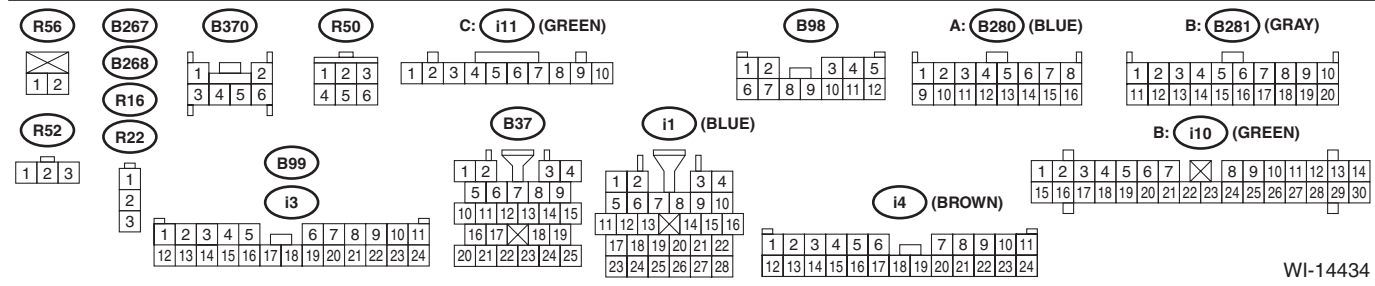 R56
1 2
R52
1 2 3
B267
B268
R16
R22
1
2
3
B370
1 2
3 4 5 6
R50
1 2 3
4 5 6
C: i11 (GREEN)
1 2 3 4 5 6 7 8 9 10
B98
1 2 3 4 5
6 7 8 9 10 11 12
A: B280 (BLUE)
1 2 3 4 5 6 7 8
9 10 11 12 13 14 15 16
B: B281 (GRAY)
1 2 3 4 5 6 7 8 9 10
11 12 13 14 15 16 17 18 19 20
B99
i3
1 2 3 4 5 6 7 8 9 10 11
12 13 14 15 16 17 18 19 20 21 22 23 24
B37
1 2 3 4
5 6 7 8 9
10 11 12 13 14 15
16 17 18 19
20 21 22 23 24 25
i1 (BLUE)
1 2 3 4
5 6 7 8 9 10
11 12 13 14 15 16
17 18 19 20 21 22
23 24 25 26 27 28
i4 (BROWN)
1 2 3 4 5 6 7 8 9 10 11
12 13 14 15 16 17 18 19 20 21 22 23 24
B: i10 (GREEN)
1 2 3 4 5 6 7 8 9 10 11 12 13 14
15 16 17 18 19 20 21 22 23 24 25 26 27 28 29 30
WI-14434